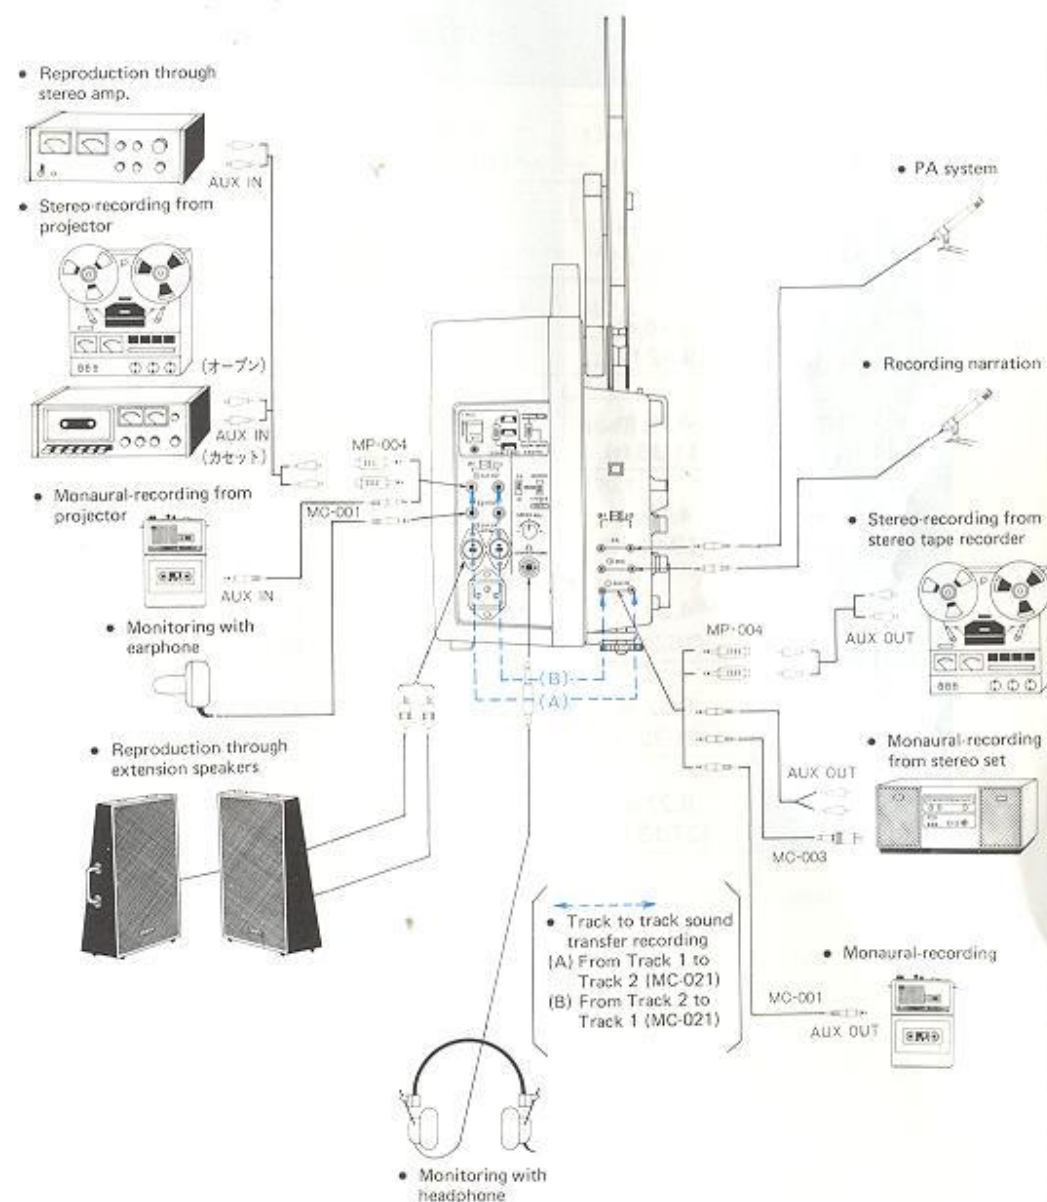 • Reproduction through
stereo amp.
AUX IN
• Stereo-recording from
projector
(オープン)
AUX IN
(カセット)
• Monaural-recording from
projector
AUX IN
MP-004
MC-001
• Monitoring with
earphone
• Reproduction through
extension speakers
• PA system
• Recording narration
• Stereo-recording from
stereo tape recorder
MP-004
AUX OUT
• Monaural-recording
from stereo set
AUX OUT
MC-003
• Monaural-recording
MC-001
AUX OUT
(B)
(A)
• Track to track sound
transfer recording
(A) From Track 1 to
Track 2 (MC-021)
(B) From Track 2 to
Track 1 (MC-021)
• Monitoring with
headphone